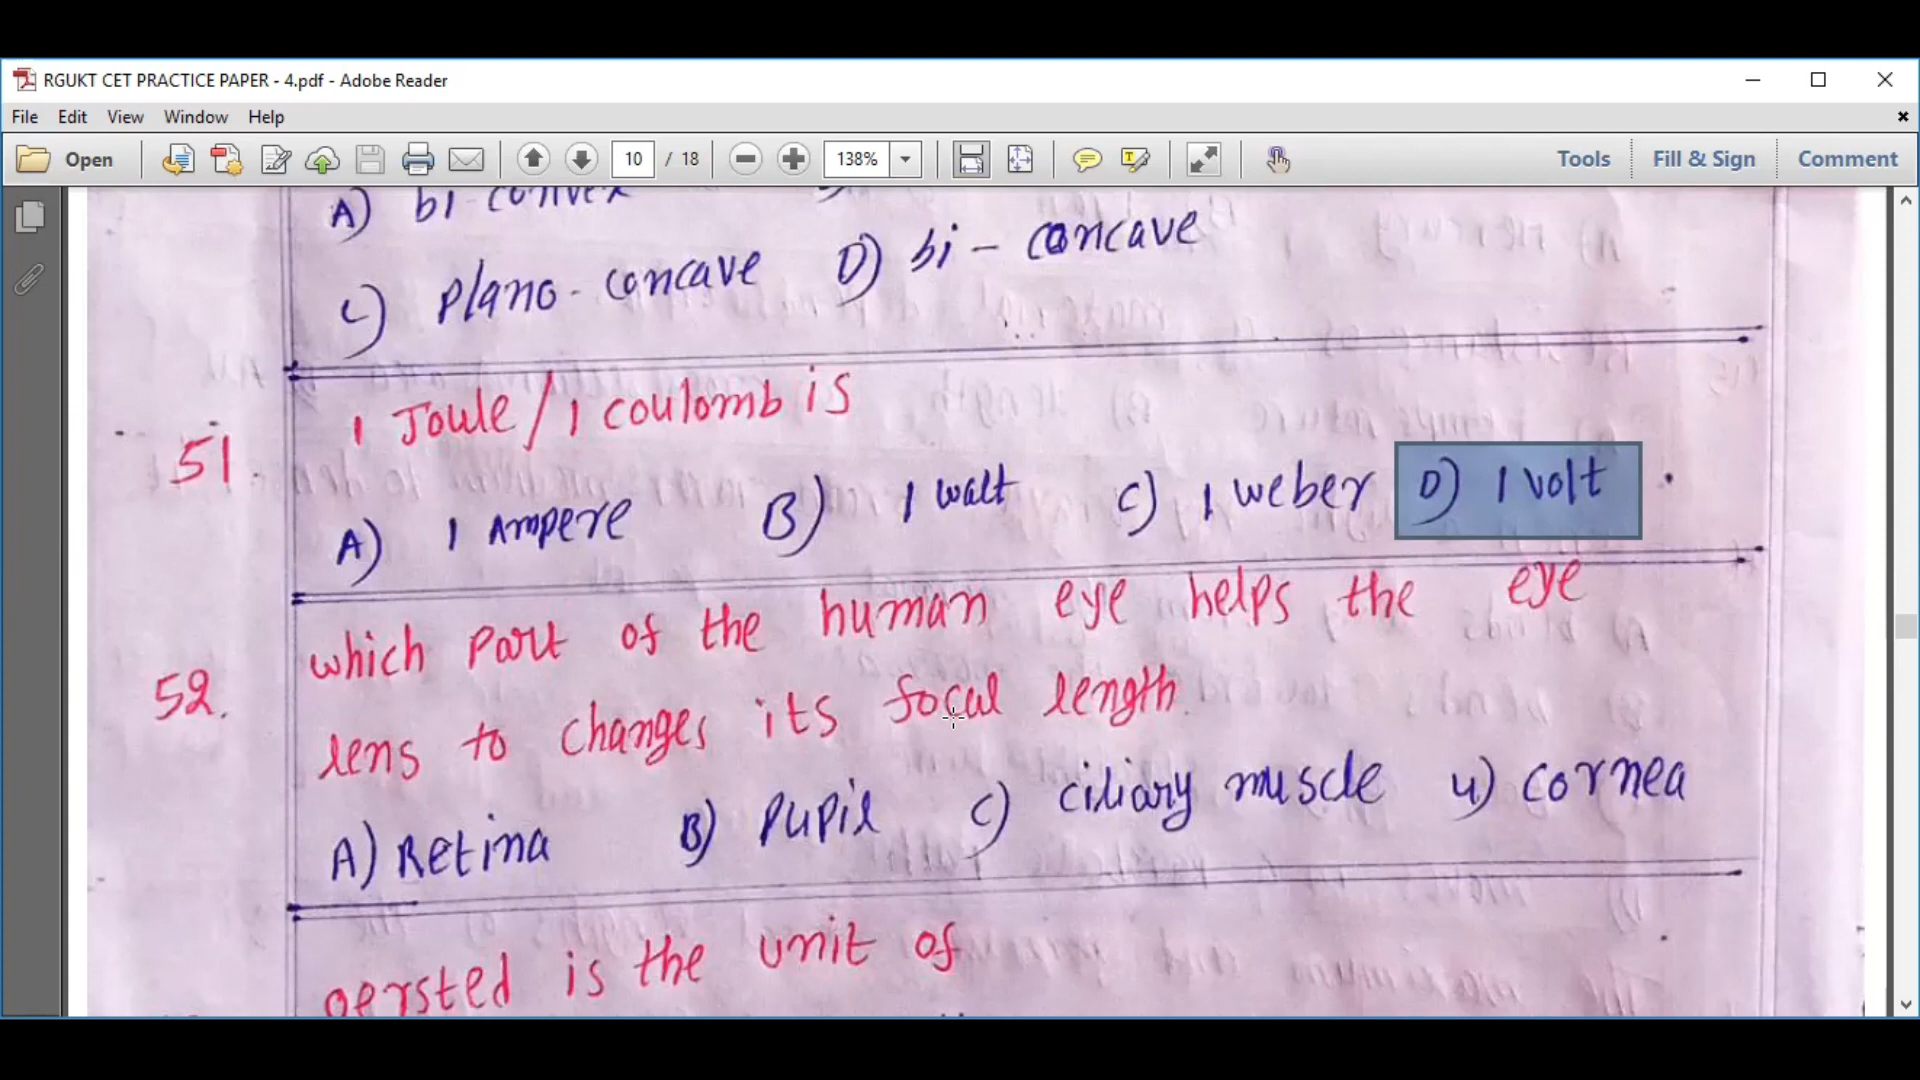 RGUKT CET PRACTICE PAPER - 4.pdf - Adobe Reader
File Edit View Window Help
Open 10 / 18 138% Tools Fill & Sign Comment
A) bi convex
C) plano - concave D) bi - concave
51. 1 Joule / 1 coulomb is
A) 1 Ampere B) 1 walt C) 1 weber D) 1 volt
52. which part of the human eye helps the eye
lens to changes its focal length
A) Retina B) Pupil C) ciliary muscle 4) cornea
oersted is the unit of